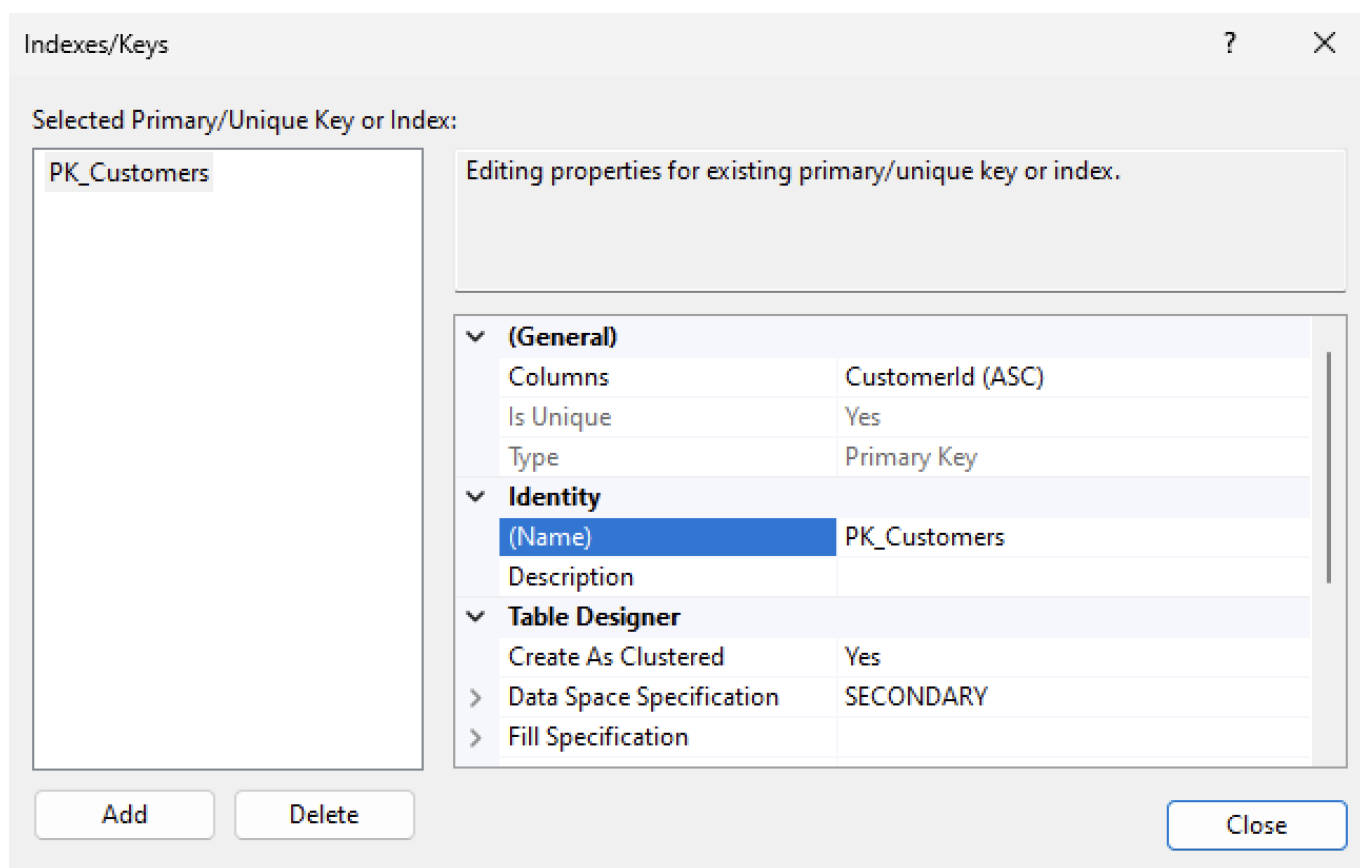 Indexes/Keys ?
Selected Primary/Unique Key or Index:
PK_Customers
Editing properties for existing primary/unique key or index.
(General)
Columns CustomerId (ASC)
Is Unique Yes
Type Primary Key
Identity
(Name) PK_Customers
Description
Table Designer
Create As Clustered Yes
Data Space Specification SECONDARY
Fill Specification
Add Delete
Close